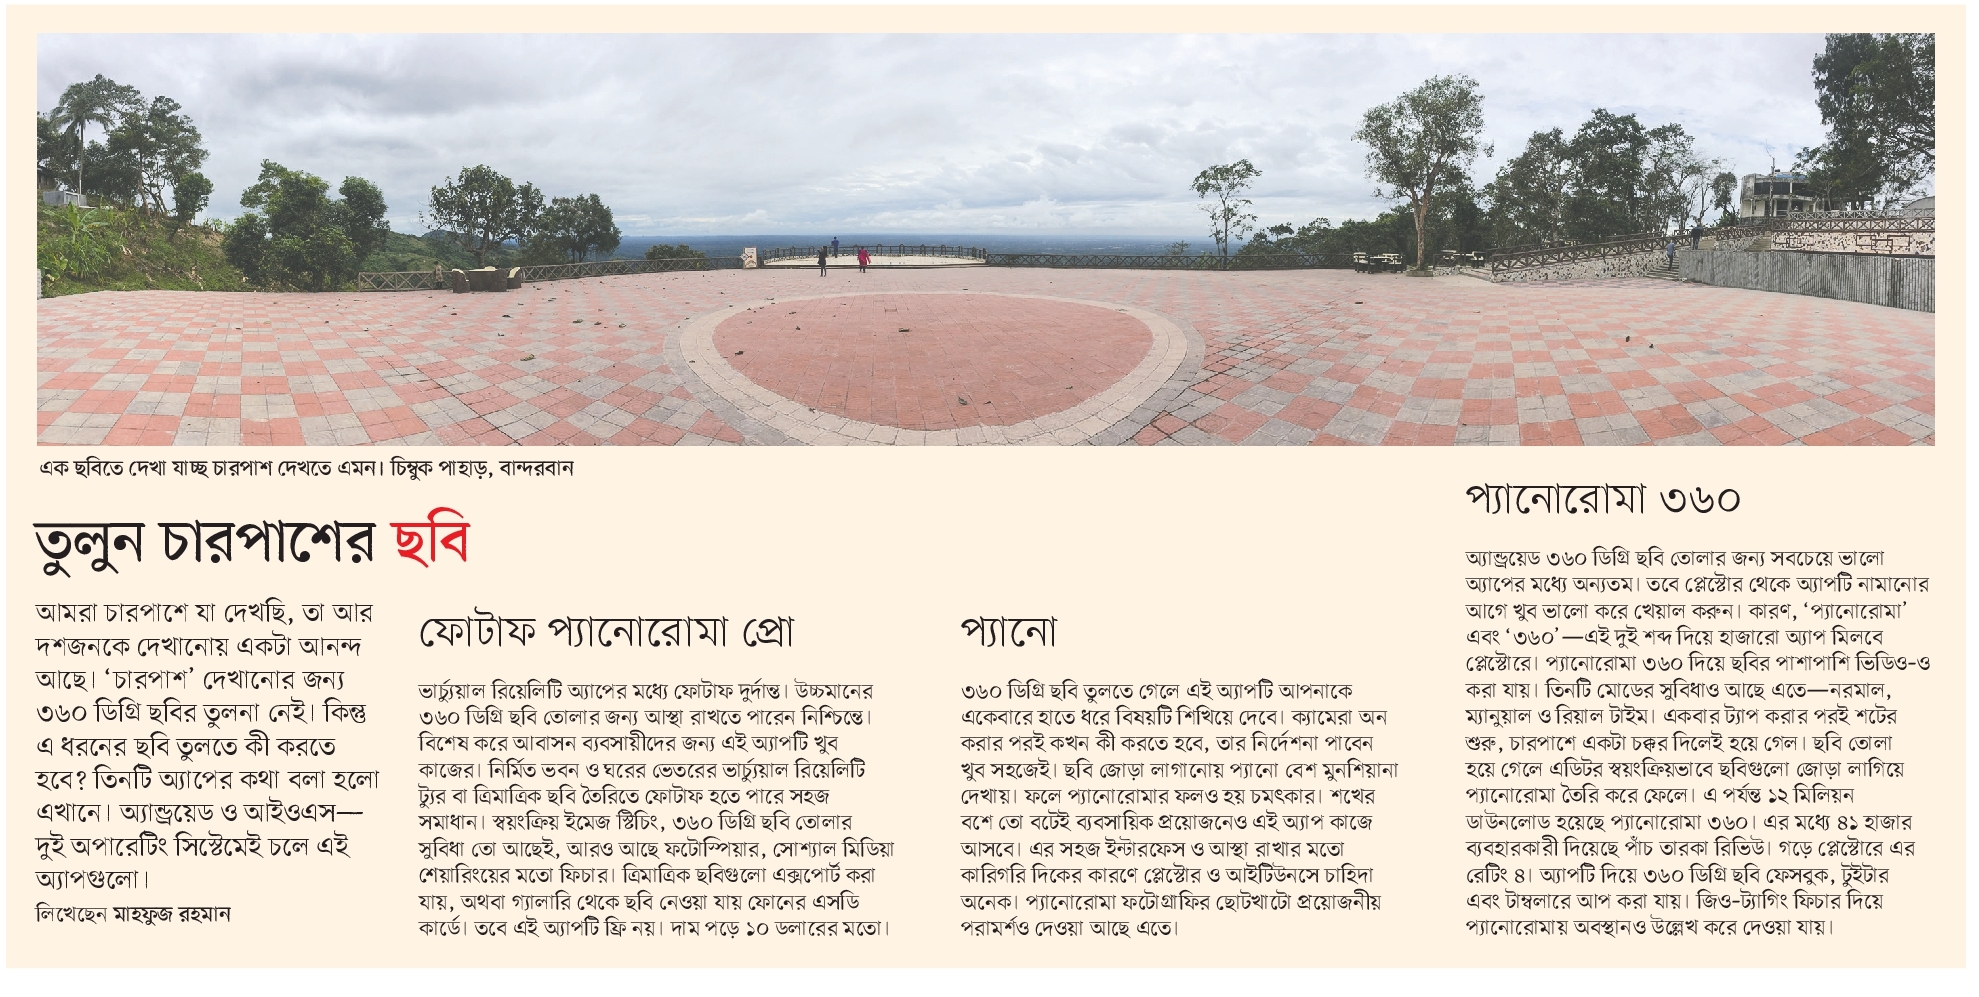 এক ছবিতে দেখা যাচ্ছে চারপাশ দেখতে এমন। চিম্বুক পাহাড়, বান্দরবান
তুলুন চারপাশের ছবি
আমরা চারপাশে যা দেখছি, তা আর
দশজনকে দেখানোয় একটা আনন্দ
আছে। ‘চারপাশ’ দেখানোর জন্য
৩৬০ ডিগ্রি ছবির তুলনা নেই। কিন্তু
এ ধরনের ছবি তুলতে কী করতে
হবে? তিনটি অ্যাপের কথা বলা হলো
এখানে। অ্যান্ড্রয়েড ও আইওএস—
দুই অপারেটিং সিস্টেমেই চলে এই
অ্যাপগুলো।
লিখেছেন মাহফুজ রহমান
ফোটাফ প্যানোরোমা প্রো
ভার্চ্যুয়াল রিয়েলিটি অ্যাপের মধ্যে ফোটাফ দুর্দান্ত। উচ্চমানের
৩৬০ ডিগ্রি ছবি তোলার জন্য আস্থা রাখতে পারেন নিশ্চিন্তে।
বিশেষ করে আবাসন ব্যবসায়ীদের জন্য এই অ্যাপটি খুব
কাজের। নির্মিত ভবন ও ঘরের ভেতরের ভার্চ্যুয়াল রিয়েলিটি
ট্যুর বা ত্রিমাত্রিক ছবি তৈরিতে ফোটাফ হতে পারে সহজ
সমাধান। স্বয়ংক্রিয় ইমেজ স্টিচিং, ৩৬০ ডিগ্রি ছবি তোলার
সুবিধা তো আছেই, আরও আছে ফটোস্পিয়ার, সোশ্যাল মিডিয়া
শেয়ারিংয়ের মতো ফিচার। ত্রিমাত্রিক ছবিগুলো এক্সপোর্ট করা
যায়, অথবা গ্যালারি থেকে ছবি নেওয়া যায় ফোনের এসডি
কার্ডে। তবে এই অ্যাপটি ফ্রি নয়। দাম পড়ে ১০ ডলারের মতো।
প্যানো
৩৬০ ডিগ্রি ছবি তুলতে গেলে এই অ্যাপটি আপনাকে
একেবারে হাতে ধরে বিষয়টি শিখিয়ে দেবে। ক্যামেরা অন
করার পরই কখন কী করতে হবে, তার নির্দেশনা পাবেন
খুব সহজেই। ছবি জোড়া লাগানোয় প্যানো বেশ মুনশিয়ানা
দেখায়। ফলে প্যানোরোমার ফলও হয় চমৎকার। শখের
বশে তো বটেই ব্যবসায়িক প্রয়োজনেও এই অ্যাপ কাজে
আসবে। এর সহজ ইন্টারফেস ও আস্থা রাখার মতো
কারিগরি দিকের কারণে প্লেস্টোর ও আইটিউনসে চাহিদা
অনেক। প্যানোরোমা ফটোগ্রাফির ছোটখাটো প্রয়োজনীয়
পরামর্শও দেওয়া আছে এতে।
প্যানোরোমা ৩৬০
অ্যান্ড্রয়েড ৩৬০ ডিগ্রি ছবি তোলার জন্য সবচেয়ে ভালো
অ্যাপের মধ্যে অন্যতম। তবে প্লেস্টোর থেকে অ্যাপটি নামানোর
আগে খুব ভালো করে খেয়াল করুন। কারণ, ‘প্যানোরোমা’
এবং ‘৩৬০’—এই দুই শব্দ দিয়ে হাজারো অ্যাপ মিলবে
প্লেস্টোরে। প্যানোরোমা ৩৬০ দিয়ে ছবির পাশাপাশি ভিডিও-ও
করা যায়। তিনটি মোডের সুবিধাও আছে এতে—নরমাল,
ম্যানুয়াল ও রিয়াল টাইম। একবার ট্যাপ করার পরই শটের
শুরু, চারপাশে একটা চক্কর দিলেই হয়ে গেল। ছবি তোলা
হয়ে গেলে এডিটর স্বয়ংক্রিয়ভাবে ছবিগুলো জোড়া লাগিয়ে
প্যানোরোমা তৈরি করে ফেলে। এ পর্যন্ত ১২ মিলিয়ন
ডাউনলোড হয়েছে প্যানোরোমা ৩৬০। এর মধ্যে ৪১ হাজার
ব্যবহারকারী দিয়েছে পাঁচ তারকা রিভিউ। গড়ে প্লেস্টোরে এর
রেটিং ৪। অ্যাপটি দিয়ে ৩৬০ ডিগ্রি ছবি ফেসবুক, টুইটার
এবং টাম্বলারে আপ করা যায়। জিও-ট্যাগিং ফিচার দিয়ে
প্যানোরোমায় অবস্থানও উল্লেখ করে দেওয়া যায়।